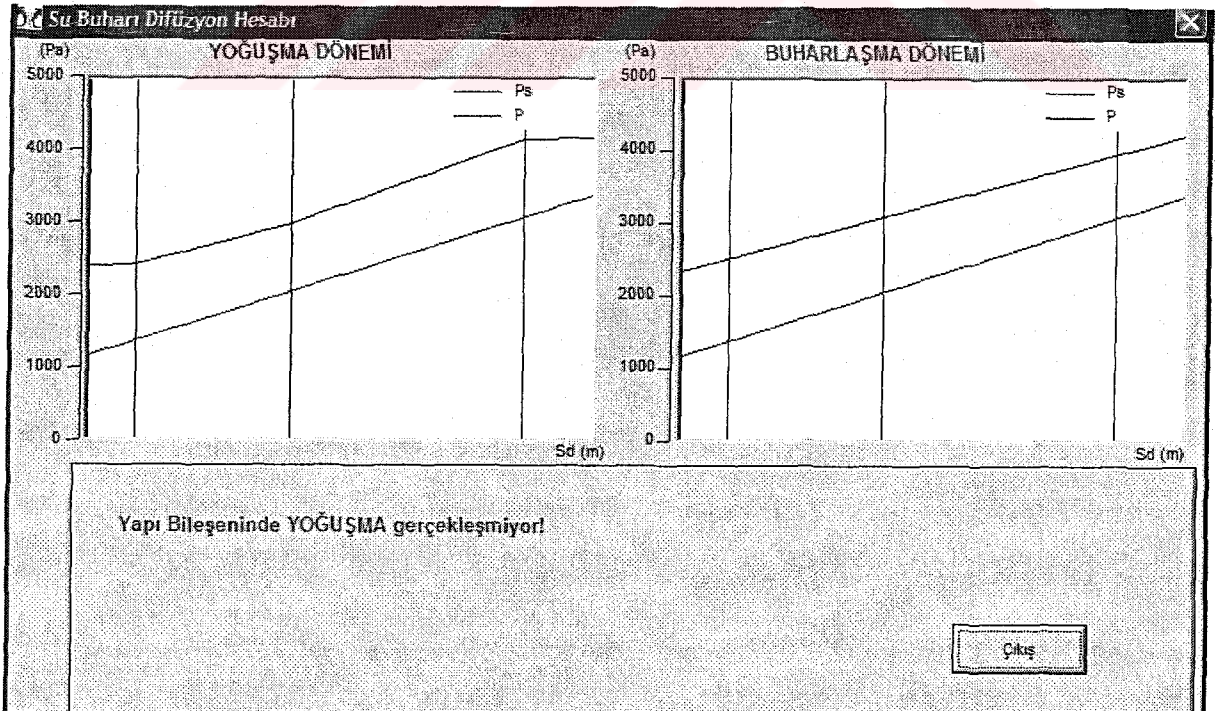 Su Buharı Difüzyon Hesabı
(Pa) YOĞUŞMA DÖNEMİ
5000
Ps
P
4000
3000
2000
1000
0
Sd (m)
(Pa) BUHARLAŞMA DÖNEMİ
5000
Ps
P
4000
3000
2000
1000
0
Sd (m)
Yapı Bileşeninde YOĞUŞMA gerçekleşmiyor!
Çıkış